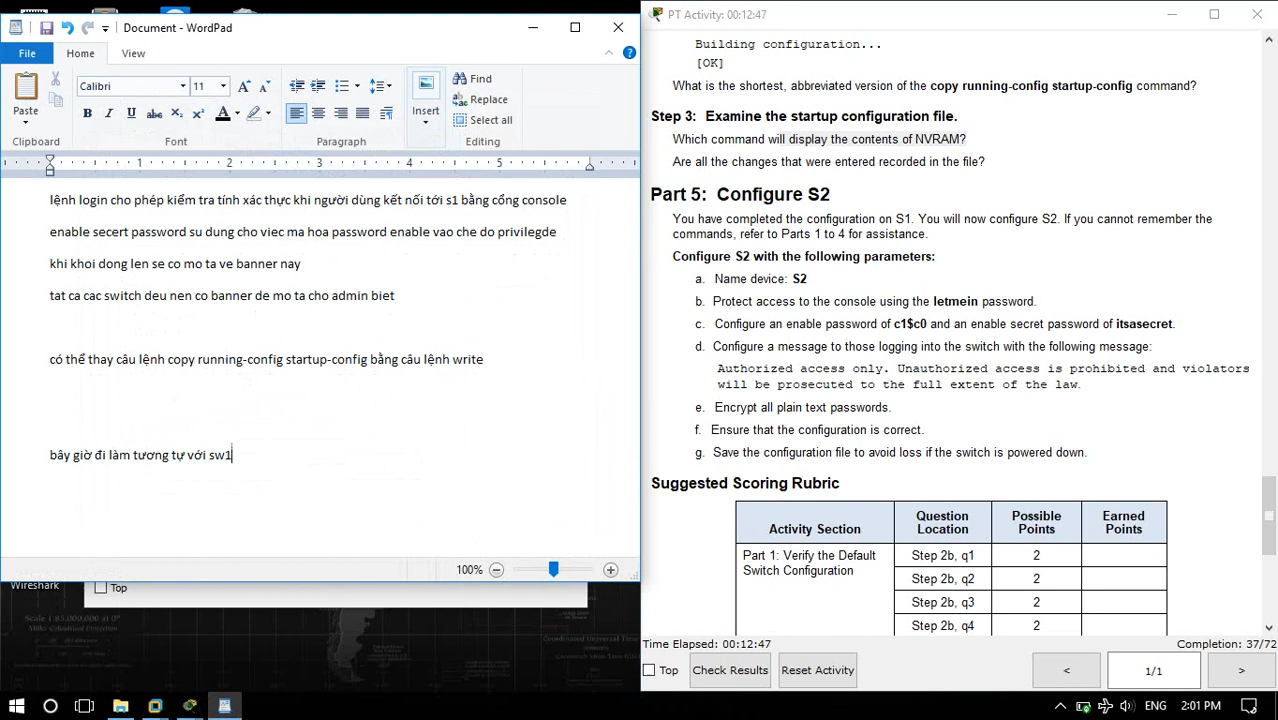 Document - WordPad
File
Home
View
Paste
Clipboard
Calibri
11
Font
Paragraph
Insert
Find
Replace
Select all
Editing
1 2 3 4 5
lệnh login cho phép kiểm tra tính xác thực khi người dùng kết nối tới s1 bằng cổng console
enable secert password su dung cho viec ma hoa password enable vao che do privilegde
khi khoi dong len se co mo ta ve banner nay
tat ca cac switch deu nen co banner de mo ta cho admin biet
có thể thay câu lệnh copy running-config startup-config bằng câu lệnh write
bây giờ đi làm tương tự với sw1
100%
Wireshark
Top
Scale 1:85,000,000 at 0°
PT Activity: 00:12:47
Building configuration...
[OK]
What is the shortest, abbreviated version of the copy running-config startup-config command?
Step 3: Examine the startup configuration file.
Which command will display the contents of NVRAM?
Are all the changes that were entered recorded in the file?
Part 5: Configure S2
You have completed the configuration on S1. You will now configure S2. If you cannot remember the
commands, refer to Parts 1 to 4 for assistance.
Configure S2 with the following parameters:
a. Name device: S2
b. Protect access to the console using the letmein password.
c. Configure an enable password of c1$c0 and an enable secret password of itsasecret.
d. Configure a message to those logging into the switch with the following message:
Authorized access only. Unauthorized access is prohibited and violators
will be prosecuted to the full extent of the law.
e. Encrypt all plain text passwords.
f. Ensure that the configuration is correct.
g. Save the configuration file to avoid loss if the switch is powered down.
Suggested Scoring Rubric
Activity Section
Question Location
Possible Points
Earned Points
Part 1: Verify the Default Switch Configuration
Step 2b, q1 2
Step 2b, q2 2
Step 2b, q3 2
Step 2b, q4 2
Time Elapsed: 00:12:47
Completion: 37/72
Top
Check Results
Reset Activity
<
1/1
>
ENG
2:01 PM